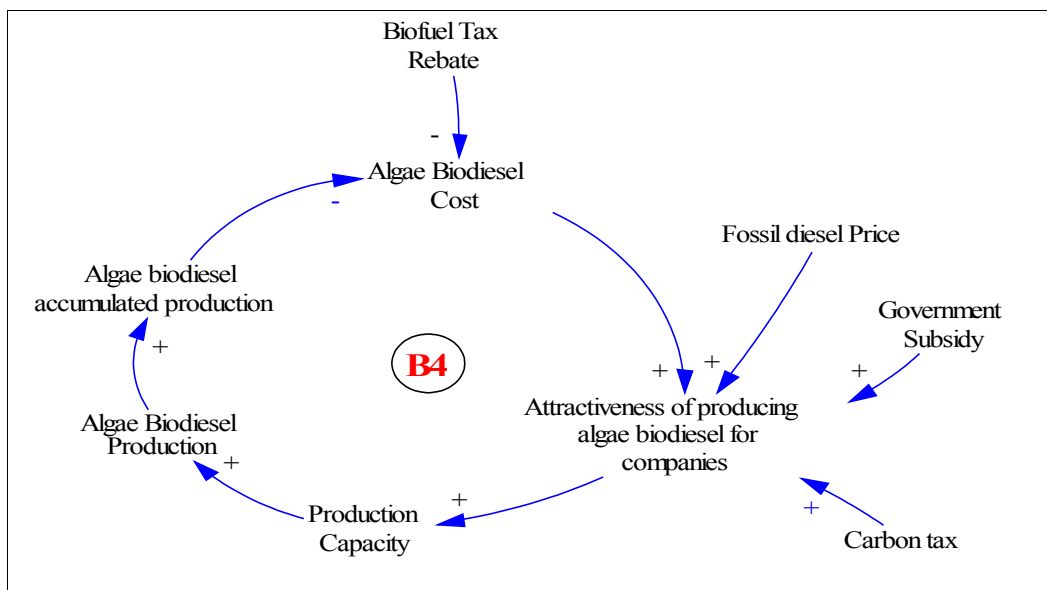 Biofuel Tax
Rebate
-
Algae Biodiesel
Cost
-
Fossil diesel Price
Algae biodiesel
accumulated production
Government
Subsidy
+
B4
+
+
+
Attractiveness of producing
algae biodiesel for
companies
Algae Biodiesel
Production
+
+
+
Production
Capacity
Carbon tax